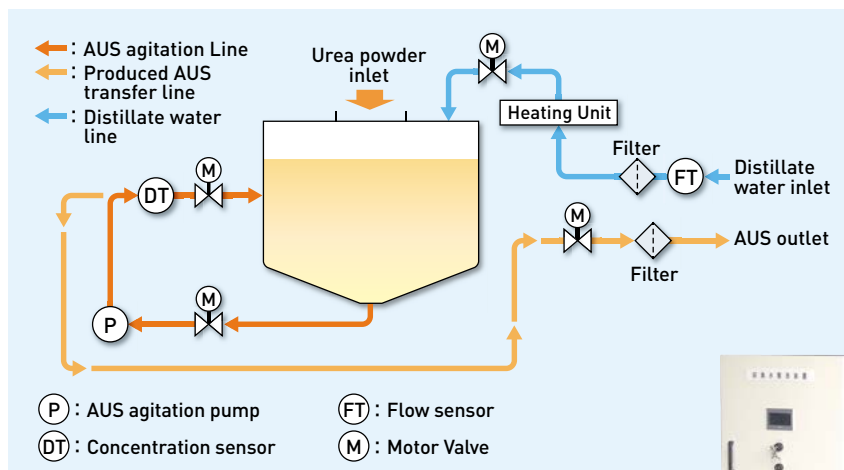 : AUS agitation Line
: Produced AUS
transfer line
: Distillate water
line
Urea powder
inlet
M
Heating Unit
Filter
FT
Distillate
water inlet
M
DT
M
AUS outlet
Filter
M
P
P : AUS agitation pump
FT : Flow sensor
DT : Concentration sensor
M : Motor Valve